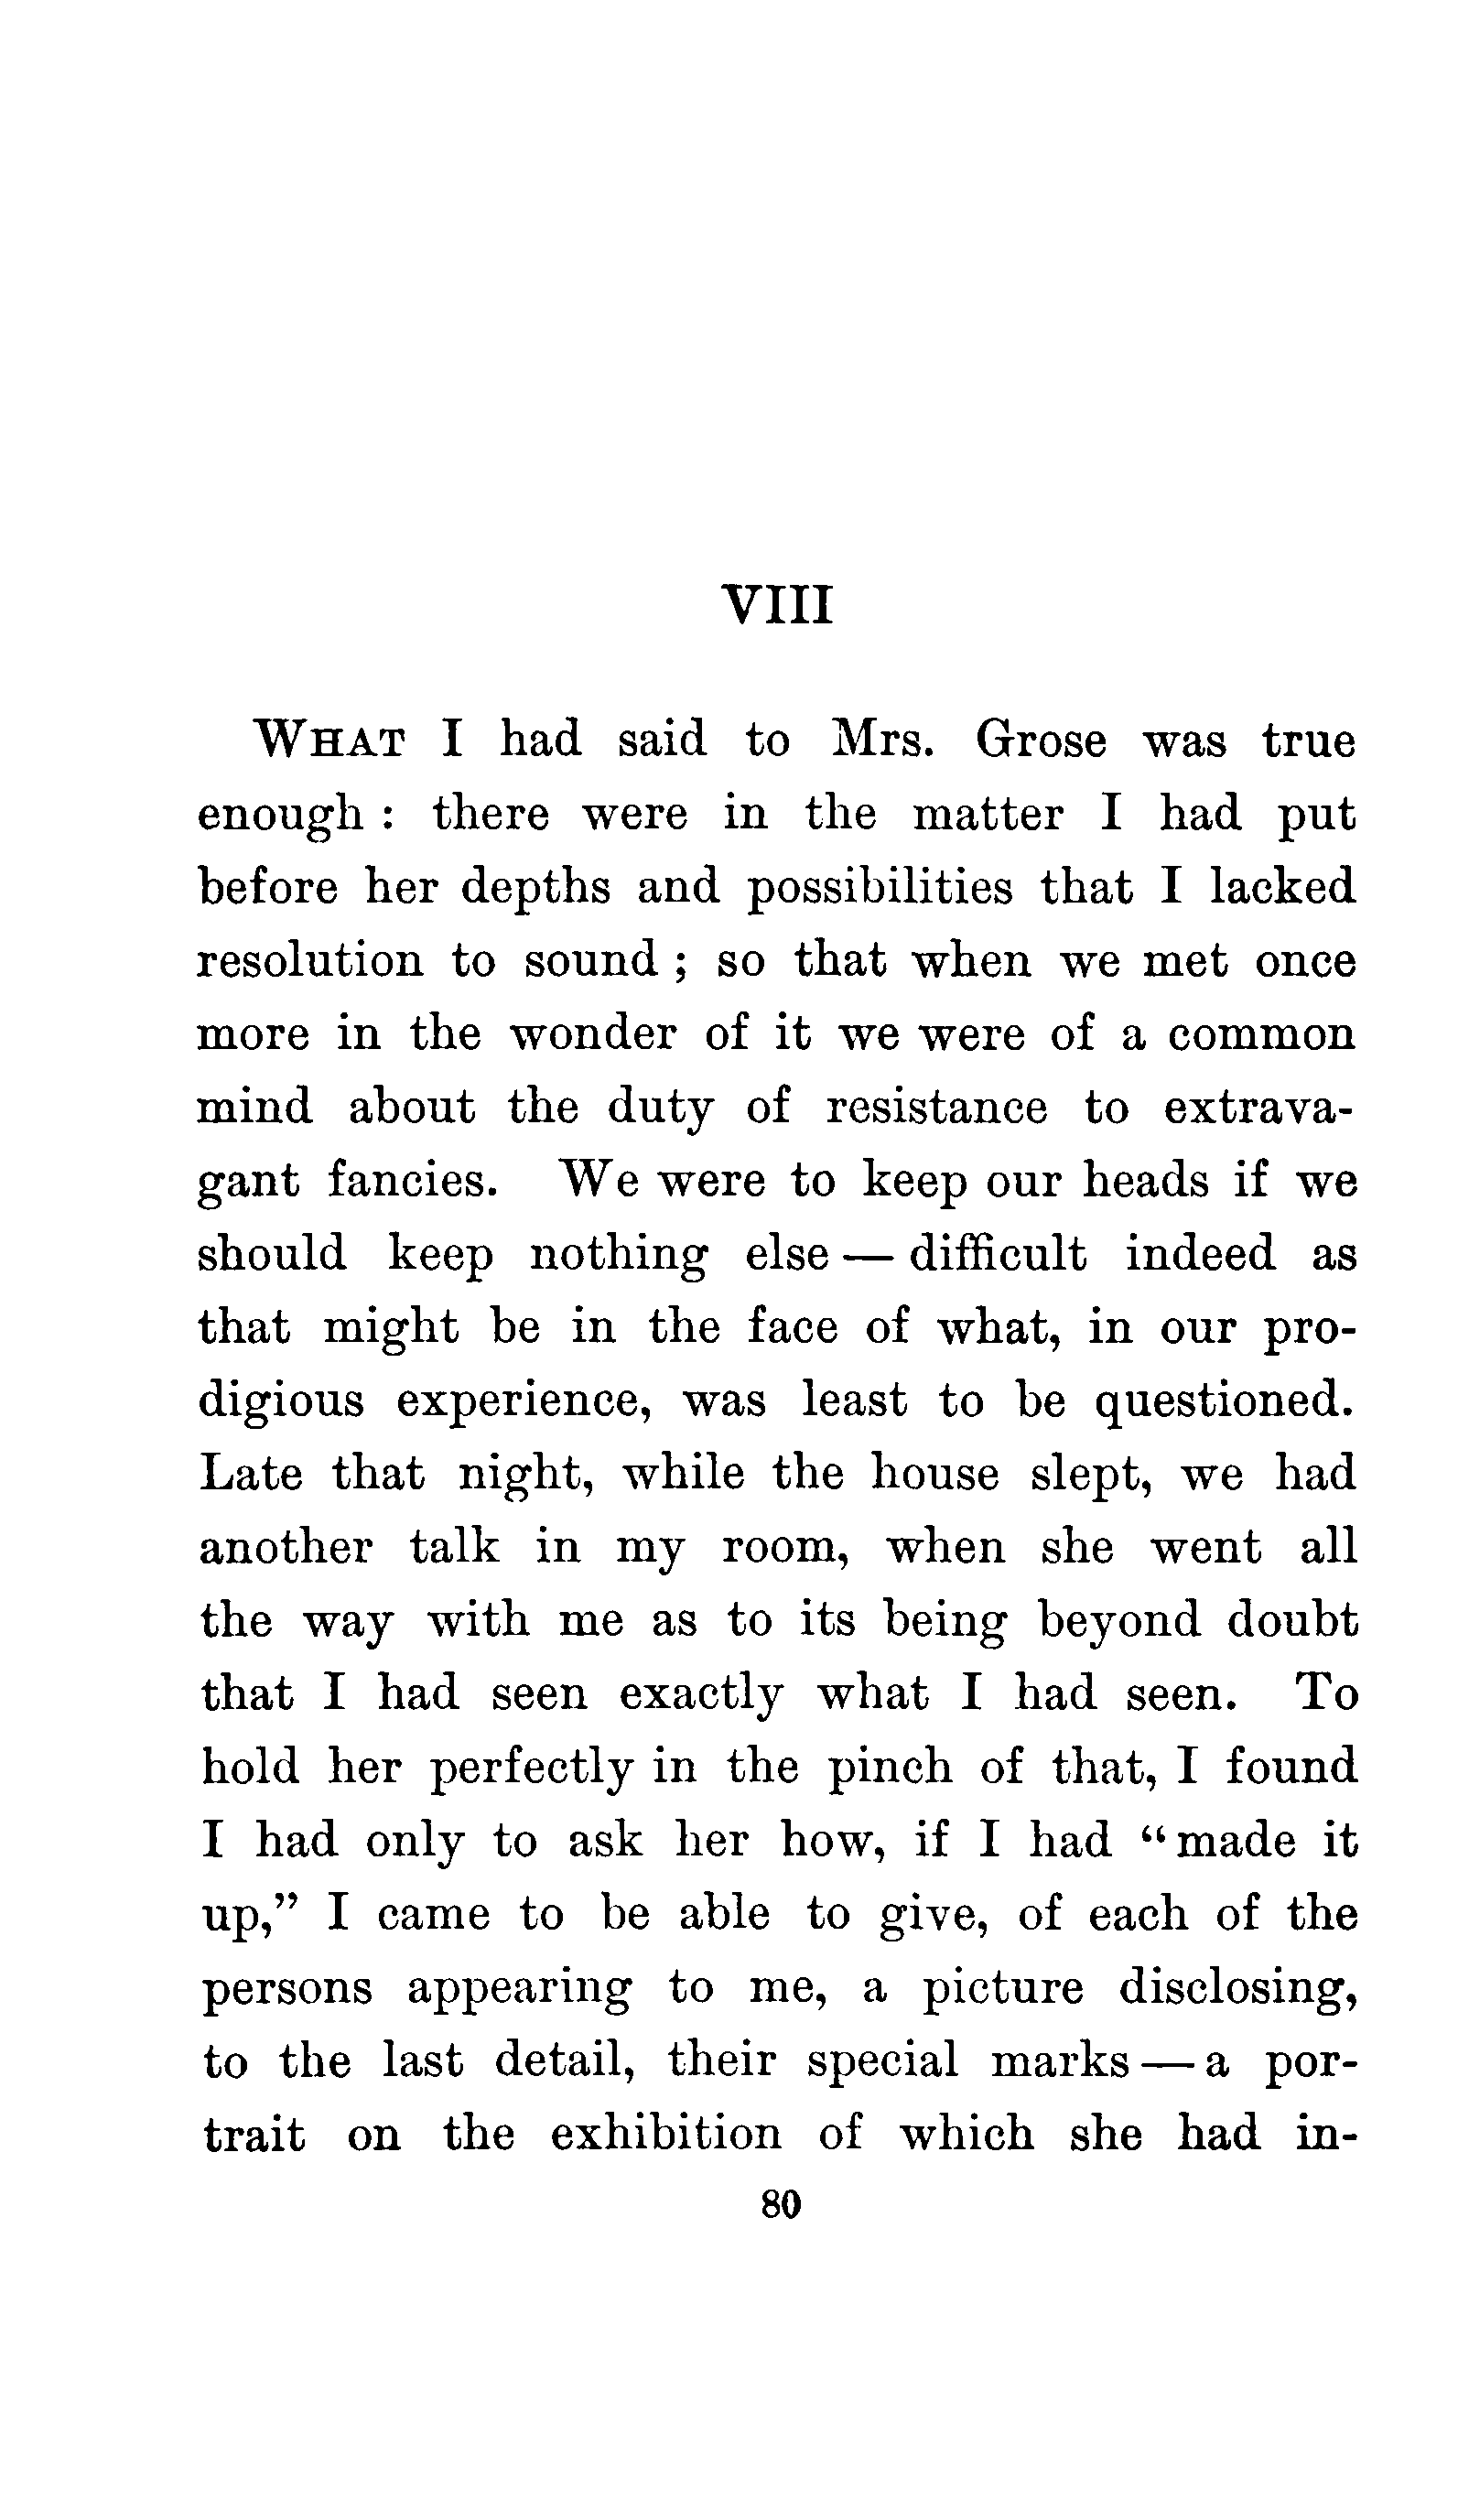 VIII
WHAT I had said to Mrs. Grose was true
enough : there were in the matter I had put
before her depths and possibilities that I lacked
resolution to sound ; so that when we met once
more in the wonder of it we were of a common
mind about the duty of resistance to extrava-
gant fancies. We were to keep our heads if we
should keep nothing else — difficult indeed as
that might be in the face of what, in our pro-
digious experience, was least to be questioned.
Late that night, while the house slept, we had
another talk in my room, when she went all
the way with me as to its being beyond doubt
that I had seen exactly what I had seen. To
hold her perfectly in the pinch of that, I found
I had only to ask her how, if I had “made it
up,” I came to be able to give, of each of the
persons appearing to me, a picture disclosing,
to the last detail, their special marks — a por-
trait on the exhibition of which she had in-
80